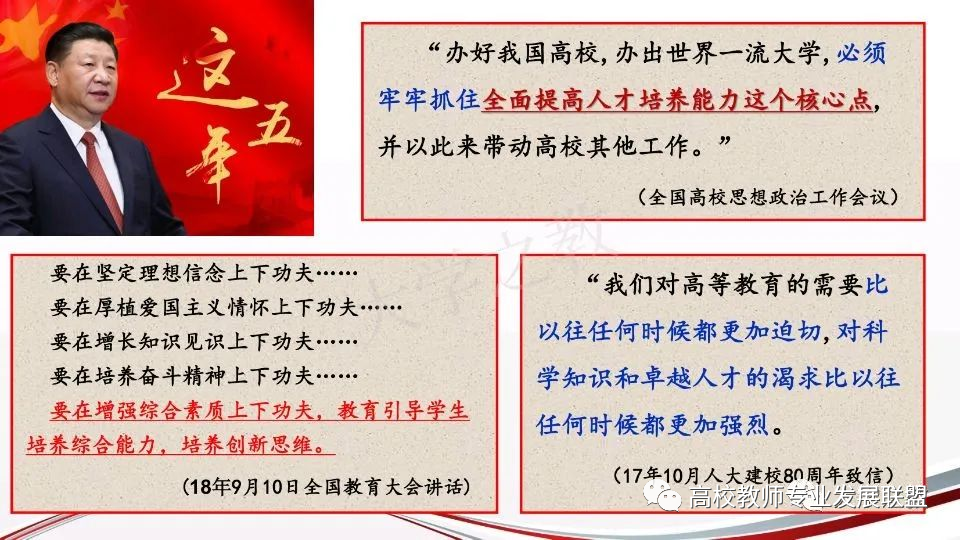 这五年
“办好我国高校,办出世界一流大学,必须
牢牢抓住全面提高人才培养能力这个核心点,
并以此来带动高校其他工作。”
（全国高校思想政治工作会议）
要在坚定理想信念上下功夫……
要在厚植爱国主义情怀上下功夫……
要在增长知识见识上下功夫……
要在培养奋斗精神上下功夫……
要在增强综合素质上下功夫，教育引导学生
培养综合能力，培养创新思维。
(18年9月10日全国教育大会讲话)
“我们对高等教育的需要比
以往任何时候都更加迫切,对科
学知识和卓越人才的渴求比以往
任何时候都更加强烈。
(17年10月人大建校80周年致信)
大学之教
高校教师专业发展联盟